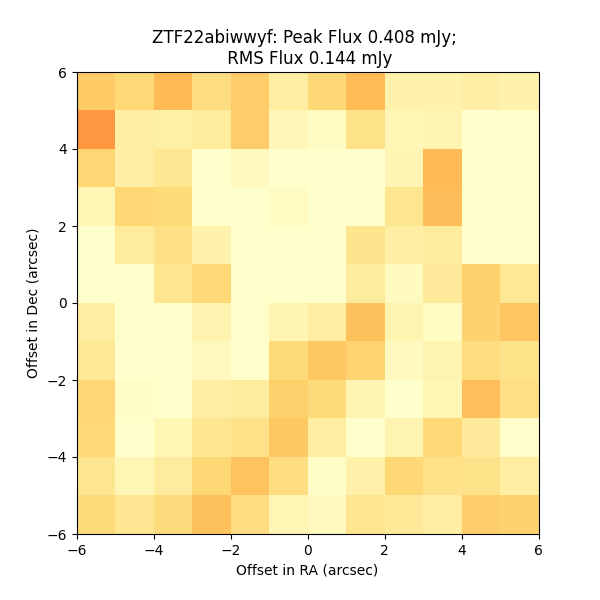 ZTF22abiwwyf: Peak Flux 0.408 mJy;
RMS Flux 0.144 mJy
6
4
2
0
−2
−4
−6
Offset in Dec (arcsec)
−6 −4 −2 0 2 4 6
Offset in RA (arcsec)